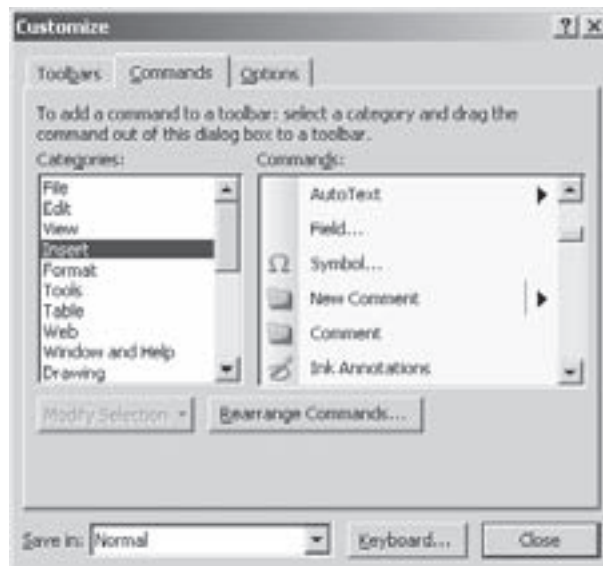 Customize
Toolbars Commands Options
To add a command to a toolbar: select a category and drag the
command out of this dialog box to a toolbar.
Categories:
File
Edit
View
Insert
Format
Tools
Table
Web
Window and Help
Drawing
Commands:
AutoText
Field...
Symbol...
New Comment
Comment
Ink Annotations
Modify Selection
Rearrange Commands...
Save in: Normal
Keyboard...
Close